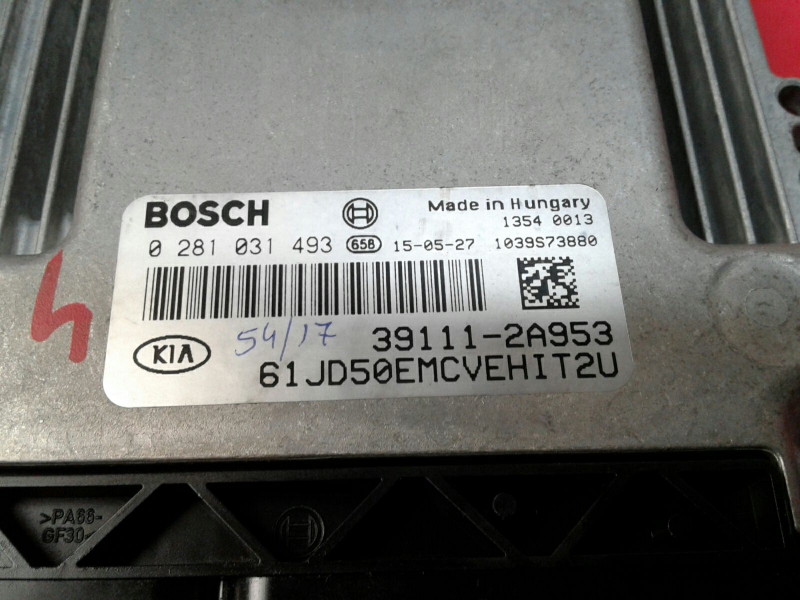 BOSCH
Made in Hungary
1354 0013
0 281 031 493 658 15-05-27 1039S73880
54/17
39111-2A953
KIA
61JD50EMCVEHIT2U
4
>PA66-
GF30<